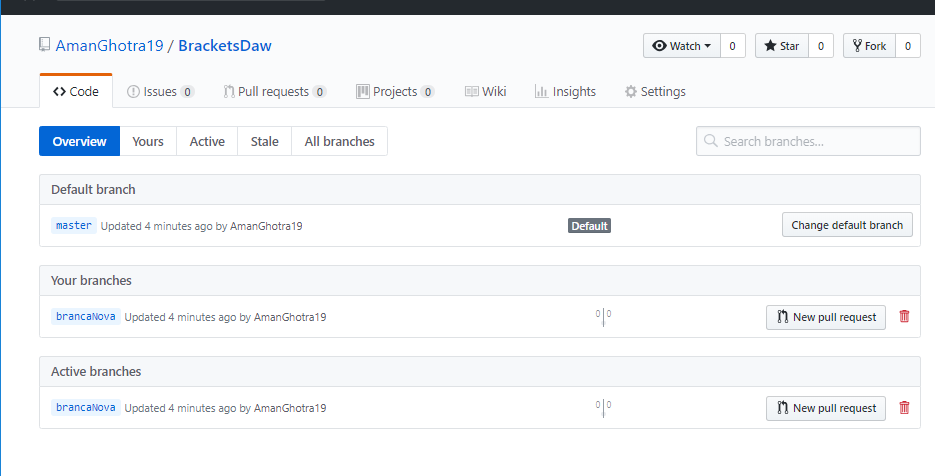 AmanGhotra19 / BracketsDaw
Watch 0 Star 0 Fork 0
Code Issues 0 Pull requests 0 Projects 0 Wiki Insights Settings
Overview Yours Active Stale All branches Search branches...
Default branch
master Updated 4 minutes ago by AmanGhotra19 Default Change default branch
Your branches
brancaNova Updated 4 minutes ago by AmanGhotra19 0 0 New pull request
Active branches
brancaNova Updated 4 minutes ago by AmanGhotra19 0 0 New pull request